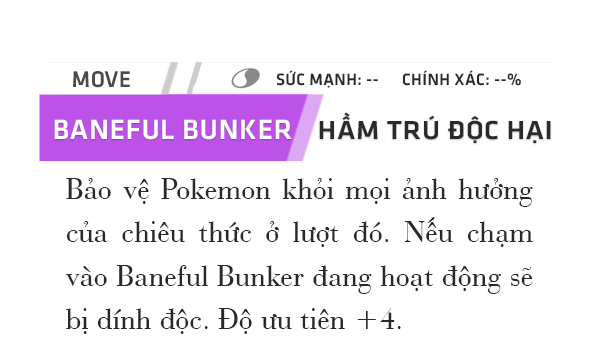 MOVE SỨC MẠNH: -- CHÍNH XÁC: --%
BANEFUL BUNKER HẦM TRÚ ĐỘC HẠI
Bảo vệ Pokemon khỏi mọi ảnh hưởng
của chiêu thức ở lượt đó. Nếu chạm
vào Baneful Bunker đang hoạt động sẽ
bị dính độc. Độ ưu tiên +4.